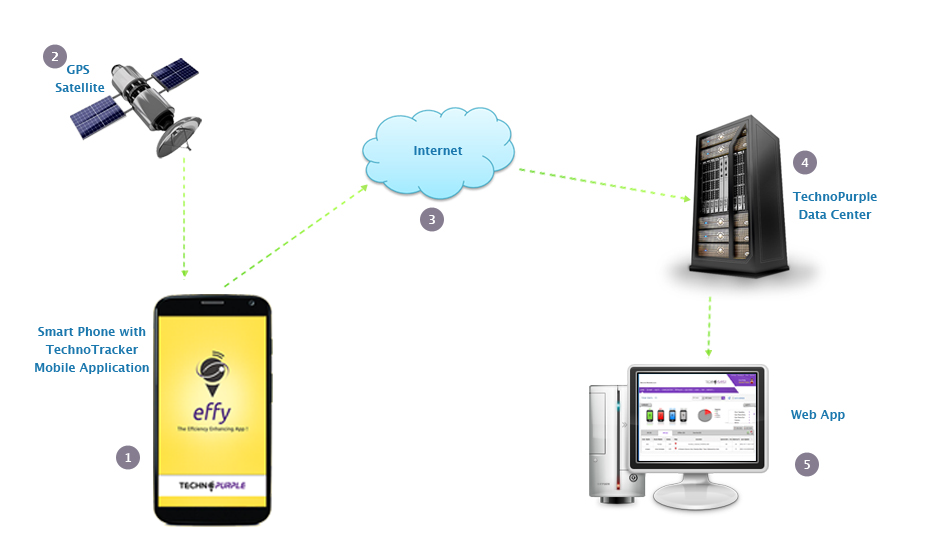 2
GPS
Satellite
Internet
3
4
TechnoPurple
Data Center
Smart Phone with
TechnoTracker
Mobile Application
effy
The Efficiency Enhancing App !
TECHNOPURPLE
1
Web App
5